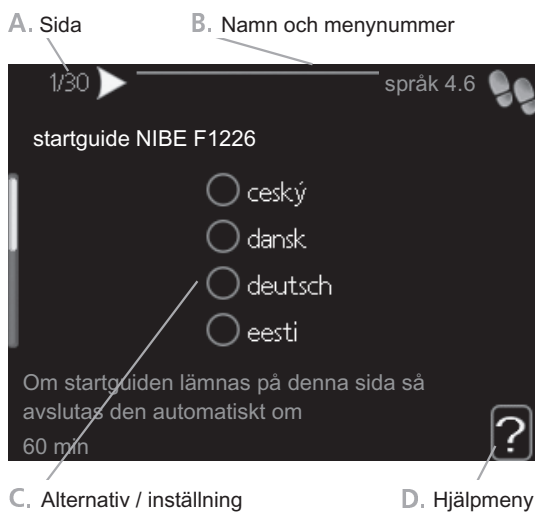 A. Sida
B. Namn och menynummer
1/30
språk 4.6
startguide NIBE F1226
ceský
dansk
deutsch
eesti
Om startguiden lämnas på denna sida så
avslutas den automatiskt om
60 min
?
C. Alternativ / inställning
D. Hjälpmeny